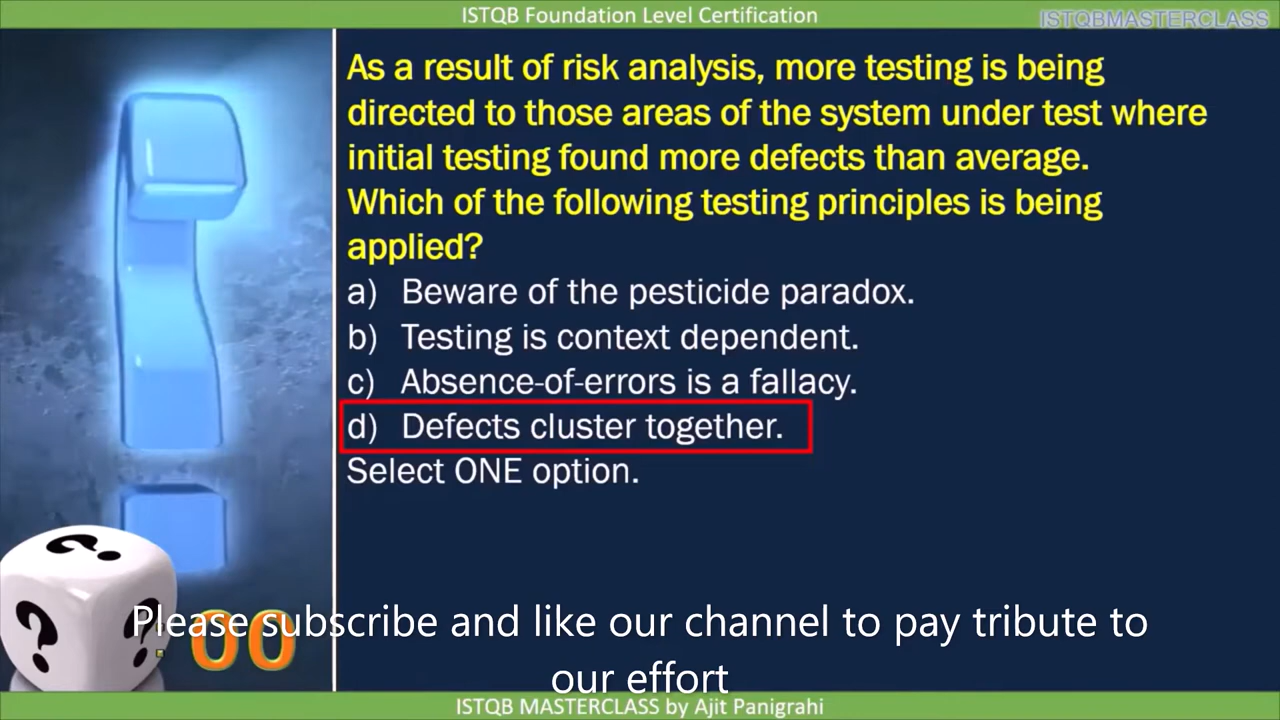 ISTQB Foundation Level Certification
ISTQBMASTERCLASS
As a result of risk analysis, more testing is being
directed to those areas of the system under test where
initial testing found more defects than average.
Which of the following testing principles is being
applied?
a) Beware of the pesticide paradox.
b) Testing is context dependent.
c) Absence-of-errors is a fallacy.
d) Defects cluster together.
Select ONE option.
? ? ?
: 00
Please subscribe and like our channel to pay tribute to
our effort
ISTQB MASTERCLASS by Ajit Panigrahi